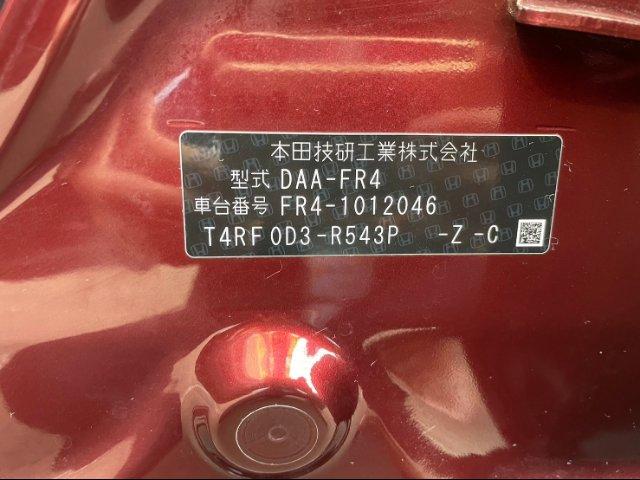 本田技研工業株式会社
型式 DAA-FR4
車台番号 FR4-1012046
T4RF 0D3-R543P -Z -C